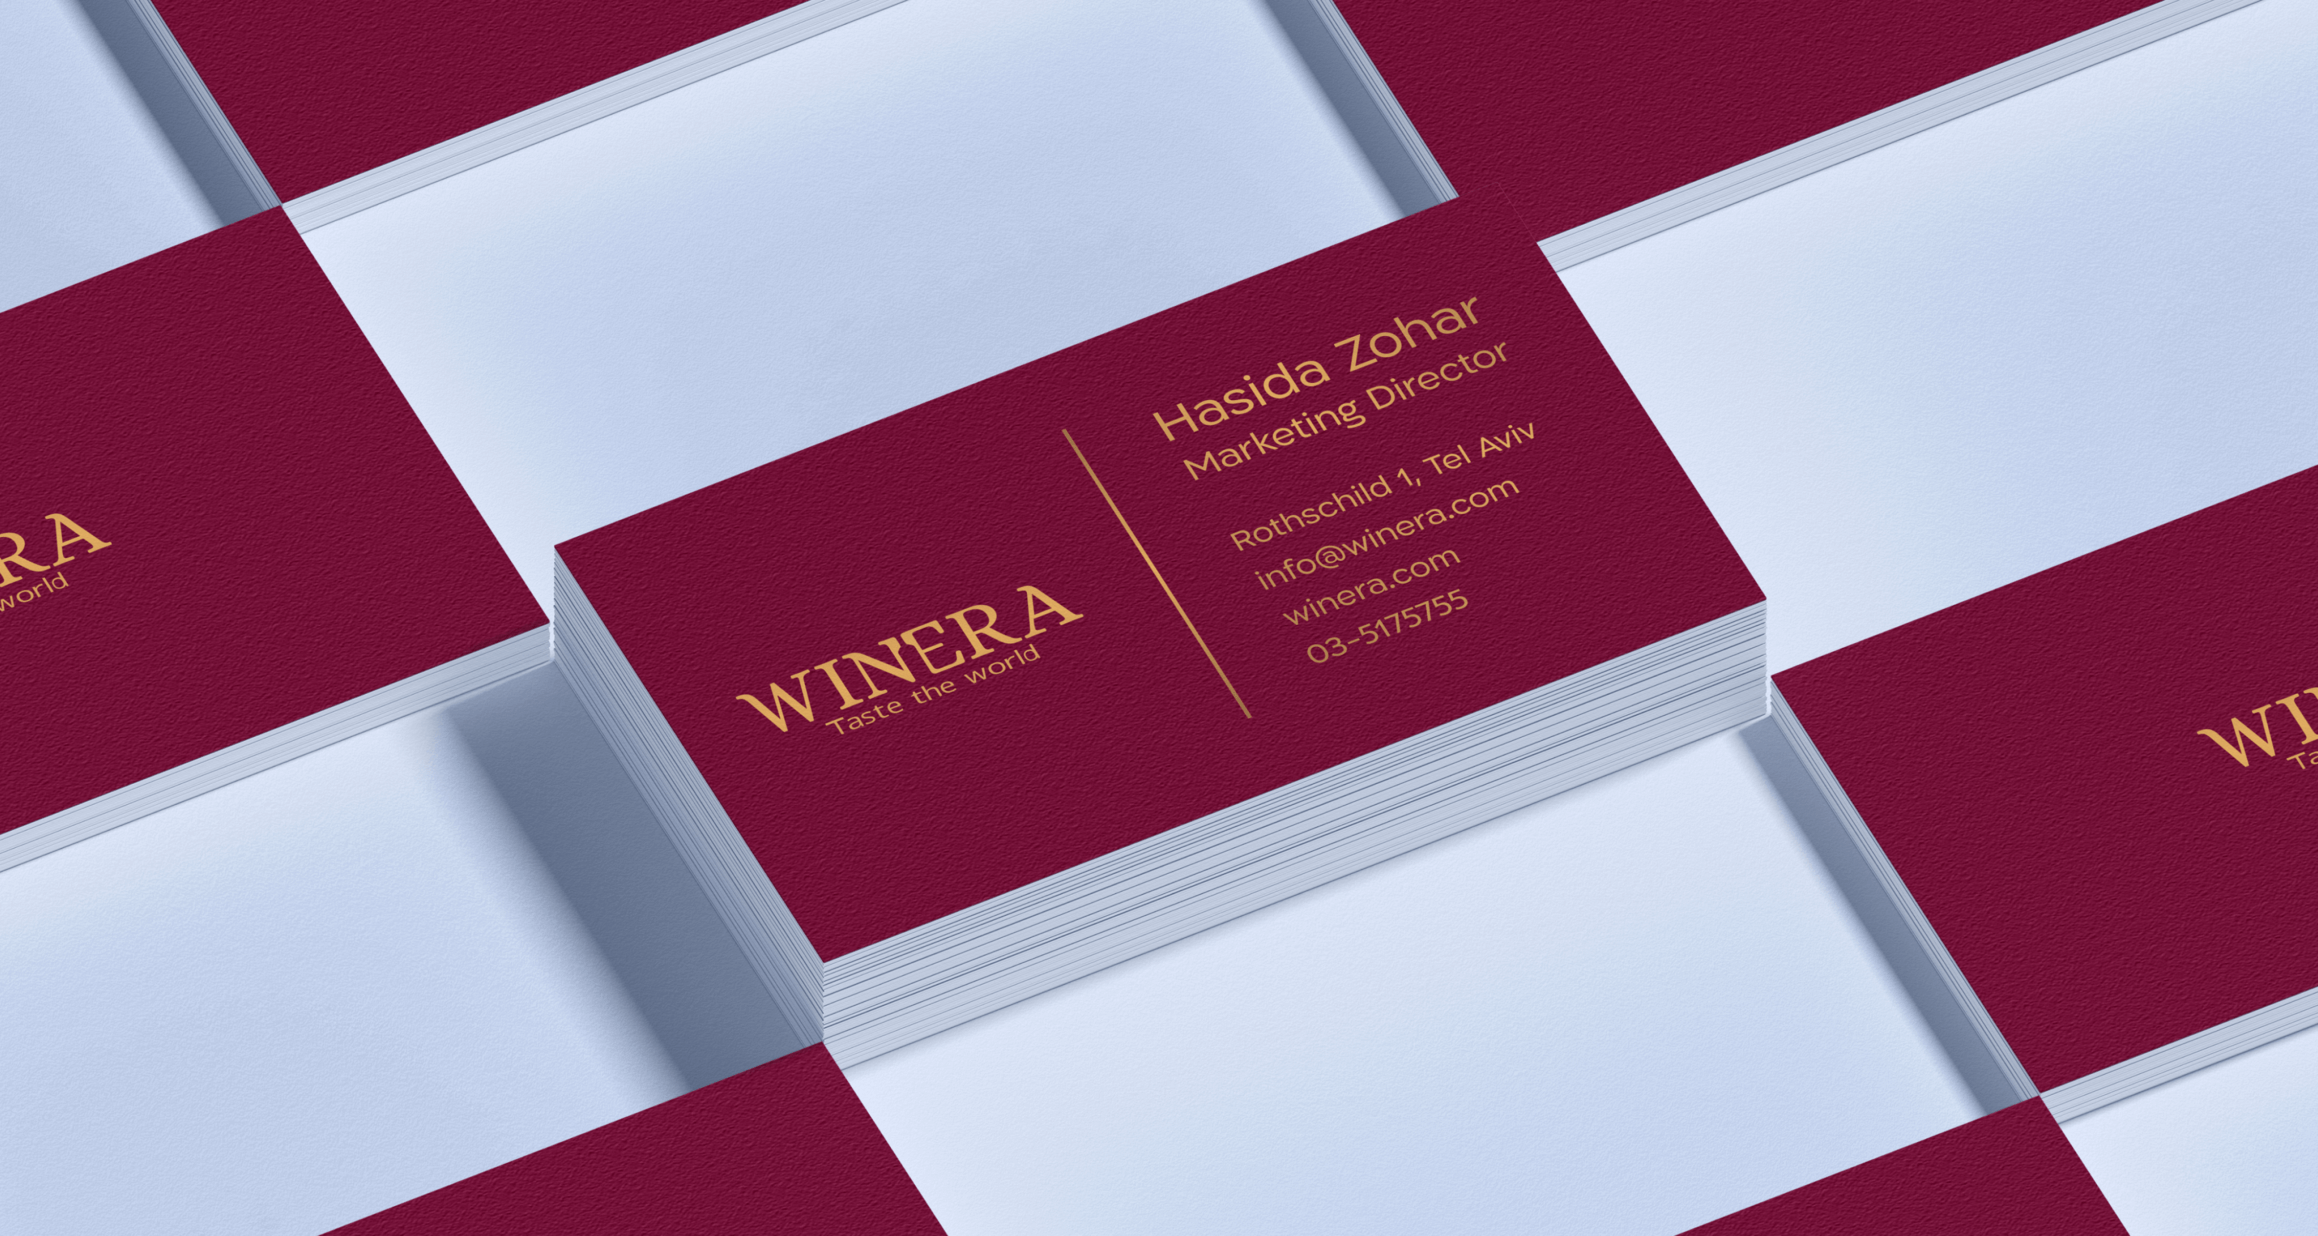 RA
world
WINERA
Taste the world
Hasida Zohar
Marketing Director
Rothschild 1, Tel Aviv
info@winera.com
winera.com
03-5175755
WI
Ta